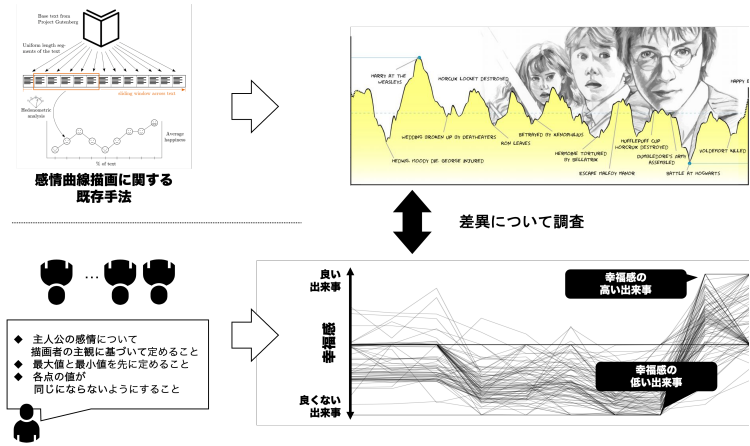 Base text from
Project Gutenberg
Uniform length seg-
ments of the text
sliding window across text
Hedonometric
analysis
Average
happiness
% of text
感情曲線描画に関する
既存手法
HARRY AT THE
WEASLEYS
HORCRUX LOCKET DESTROYED
HAPPY E
WEDDING BROKEN UP BY DEATHEATERS
BETRAYED BY XENOPHILIUS
RON LEAVES
HEDWIG, MOODY DIE. GEORGE INJURED
HERMIONE TORTURED
BY BELLATRIX
HUFFLEPUFF CUP
HORCRUX DESTROYED
DUMBLEDORE'S ARMY
ASSEMBLED
VOLDEMORT KILLED
ESCAPE MALFOY MANOR
BATTLE AT HOGWARTS
差異について調査
…
◆ 主人公の感情について
描画者の主観に基づいて定めること
◆ 最大値と最小値を先に定めること
◆ 各点の値が
同じにならないようにすること
良い
出来事
幸福感
良くない
出来事
幸福感の
高い出来事
幸福感の
低い出来事